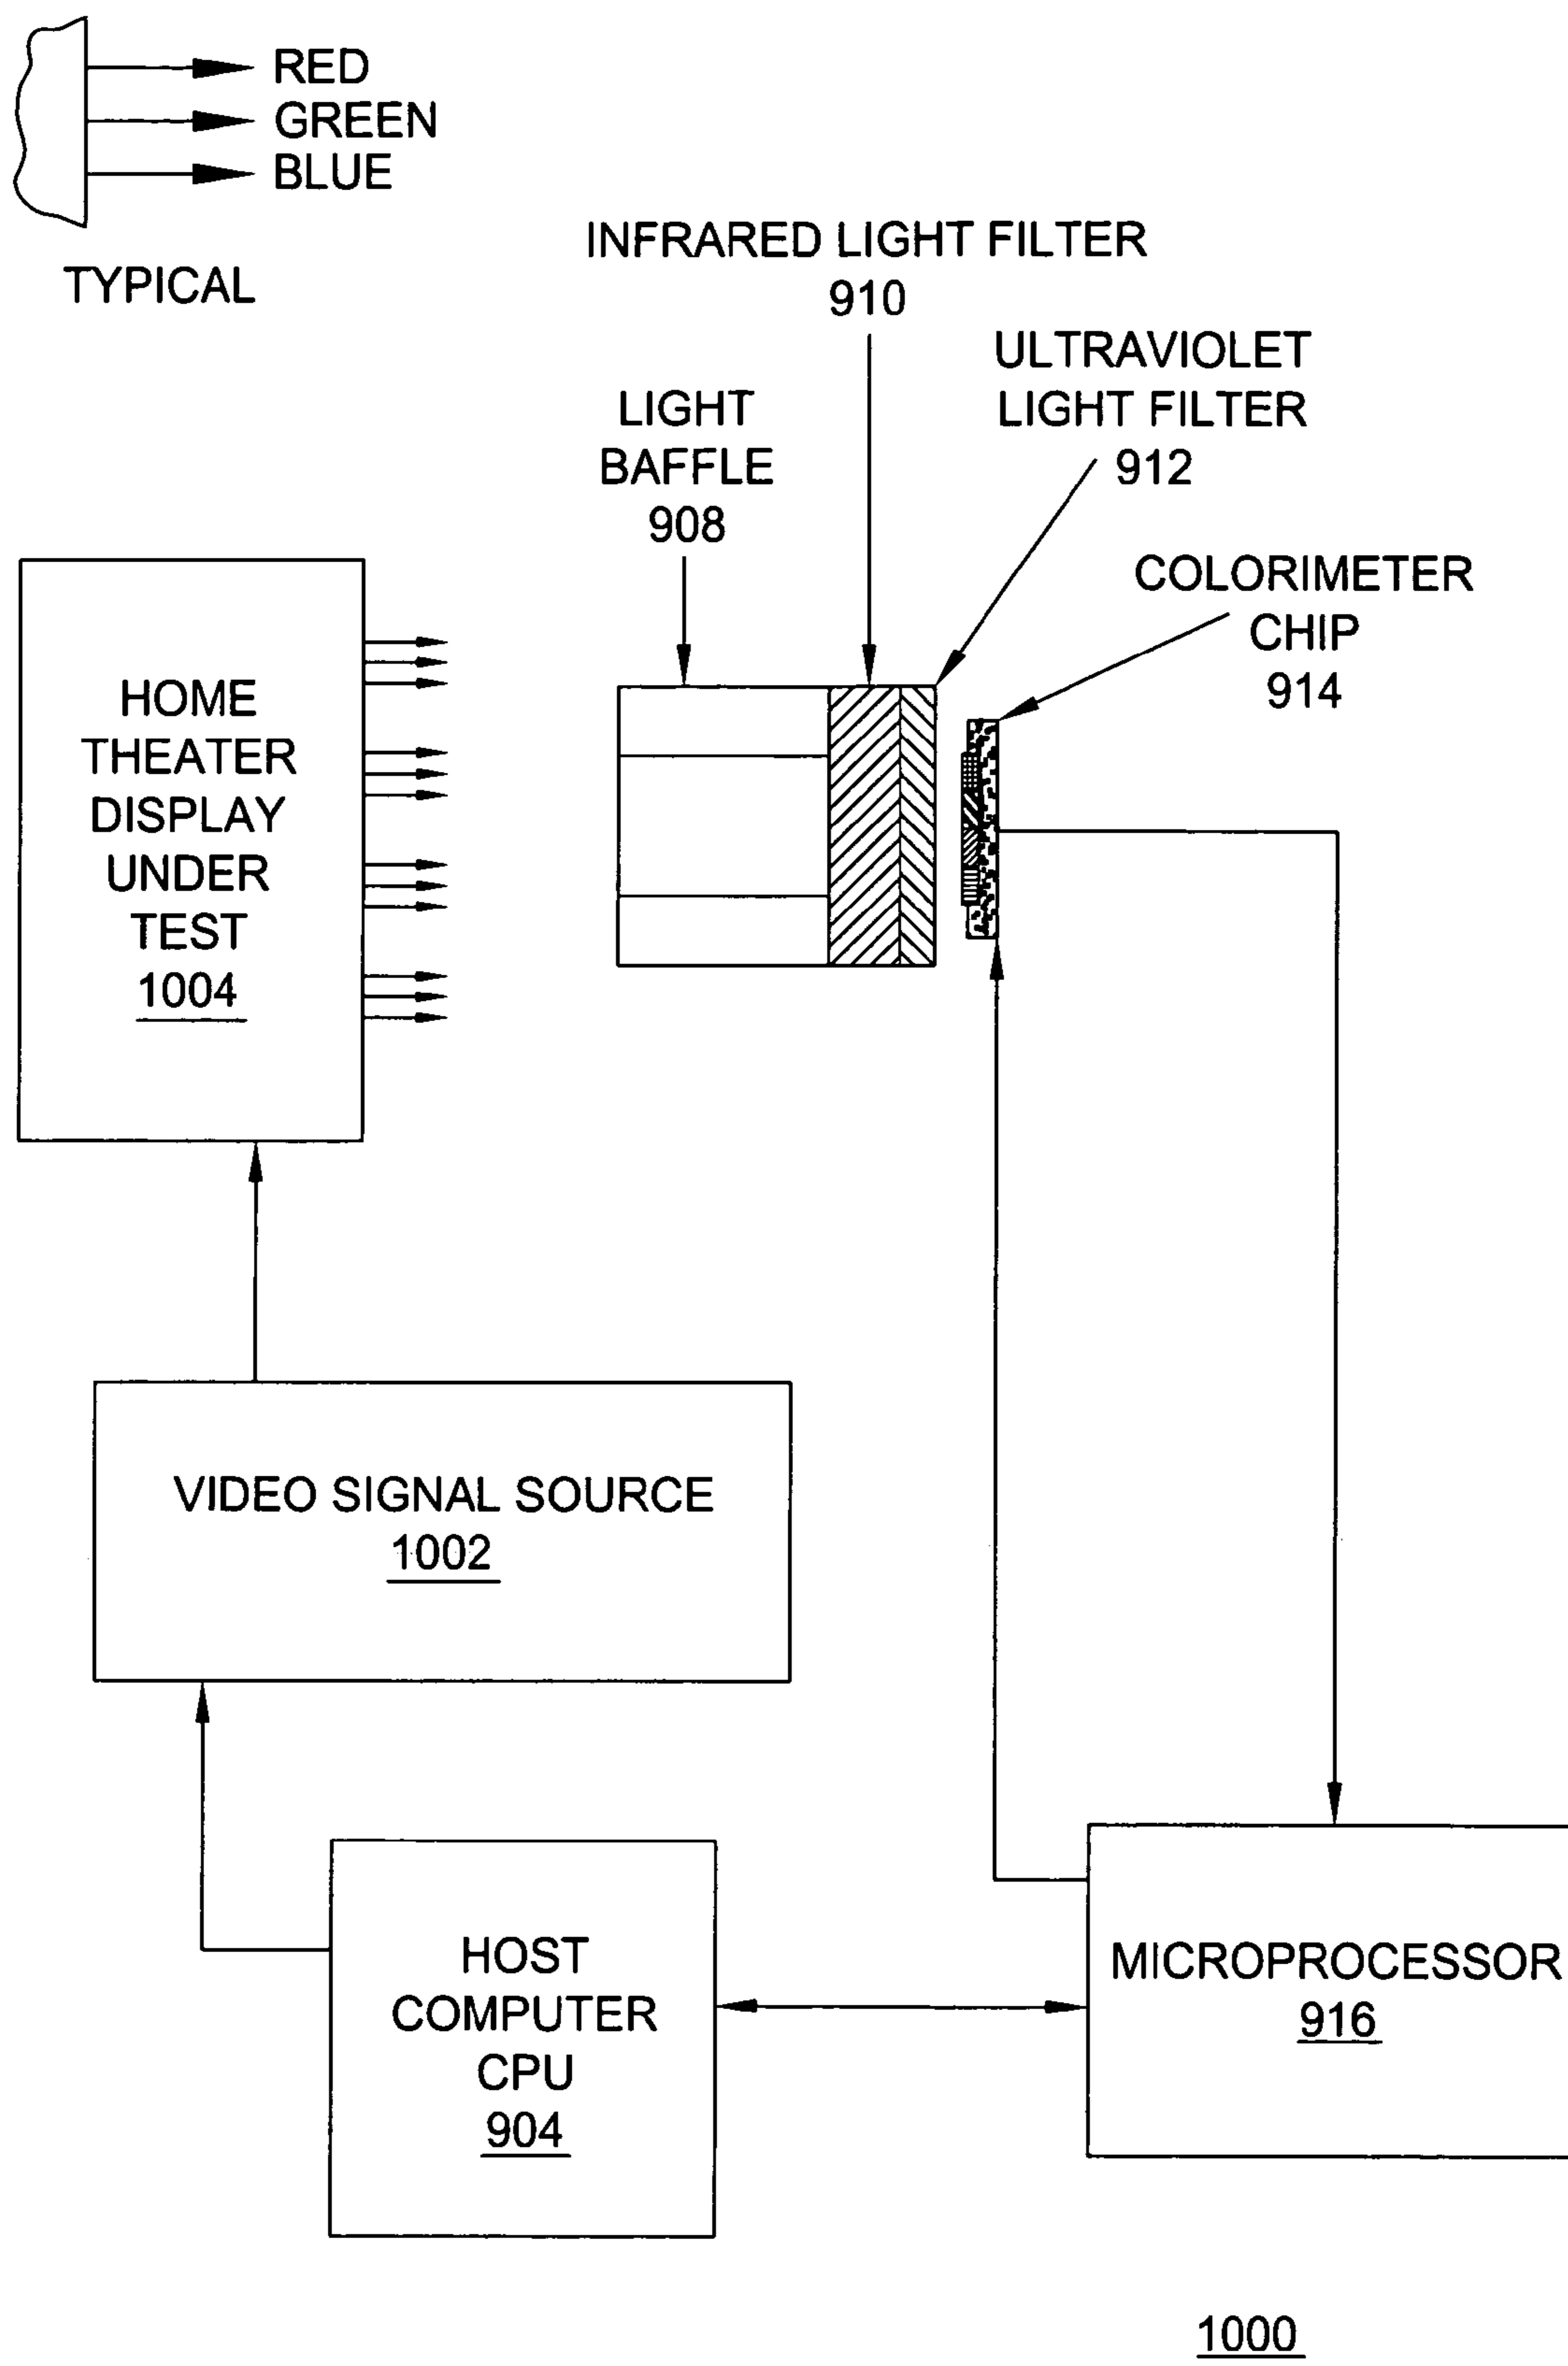 RED
GREEN
BLUE
TYPICAL
INFRARED LIGHT FILTER
910
ULTRAVIOLET
LIGHT FILTER
912
LIGHT
BAFFLE
908
COLORIMETER
CHIP
914
HOME
THEATER
DISPLAY
UNDER
TEST
1004
VIDEO SIGNAL SOURCE
1002
HOST
COMPUTER
CPU
904
MICROPROCESSOR
916
1000